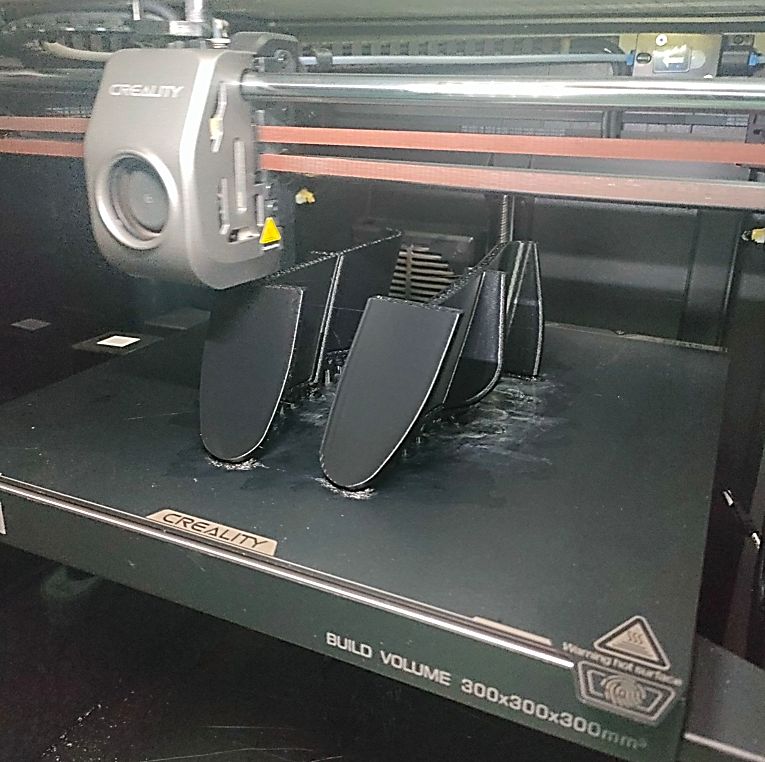 CREALITY
CREALITY
BUILD VOLUME 300x300x300mm³
Warning hot surface